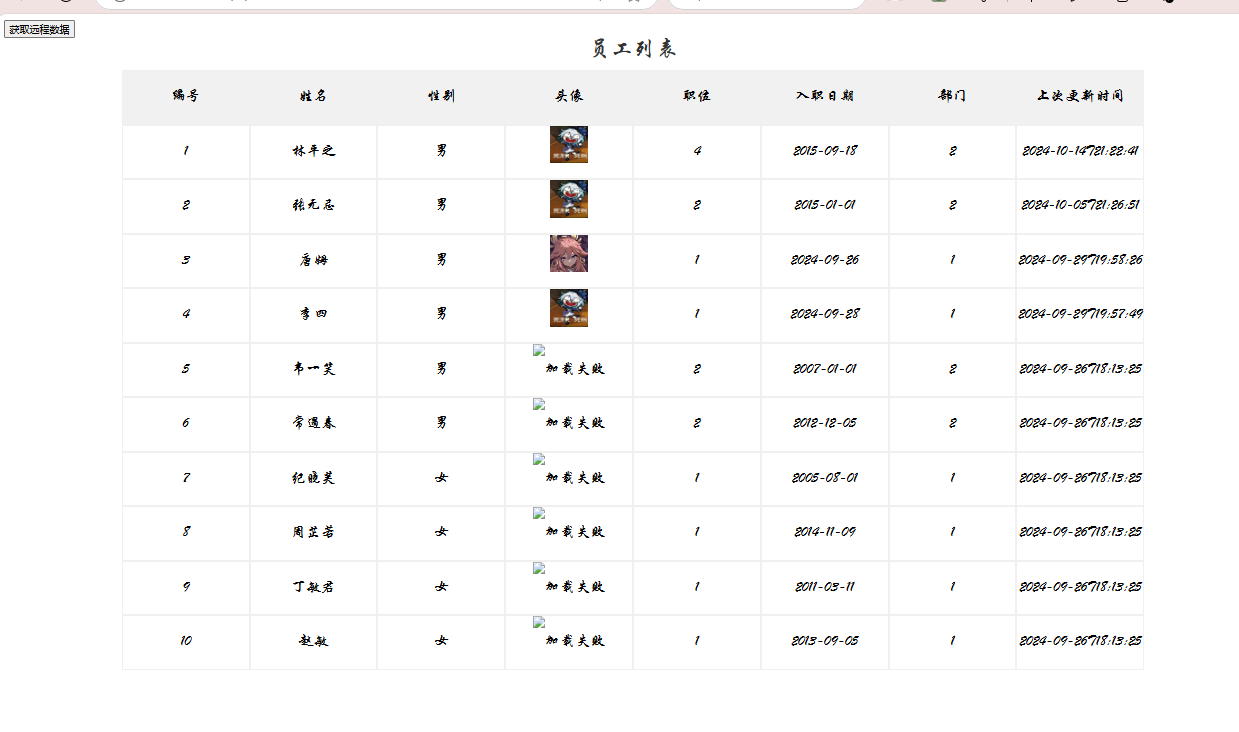 获取远程数据
员工列表
编号 姓名 性别 头像 职位 入职日期 部门 上次更新时间
1 林平之 男 4 2015-09-18 2 2024-10-14T21:22:41
2 张无忌 男 2 2015-01-01 2 2024-10-05T21:26:51
3 唐姆 男 1 2024-09-26 1 2024-09-29T19:58:26
4 李四 男 1 2024-09-28 1 2024-09-29T19:57:49
5 韦一笑 男 加载失败 2 2007-01-01 2 2024-09-26T18:13:25
6 常遇春 男 加载失败 2 2012-12-05 2 2024-09-26T18:13:25
7 纪晓芙 女 加载失败 1 2005-08-01 1 2024-09-26T18:13:25
8 周芷若 女 加载失败 1 2014-11-09 1 2024-09-26T18:13:25
9 丁敏君 女 加载失败 1 2011-03-11 1 2024-09-26T18:13:25
10 赵敏 女 加载失败 1 2013-09-05 1 2024-09-26T18:13:25